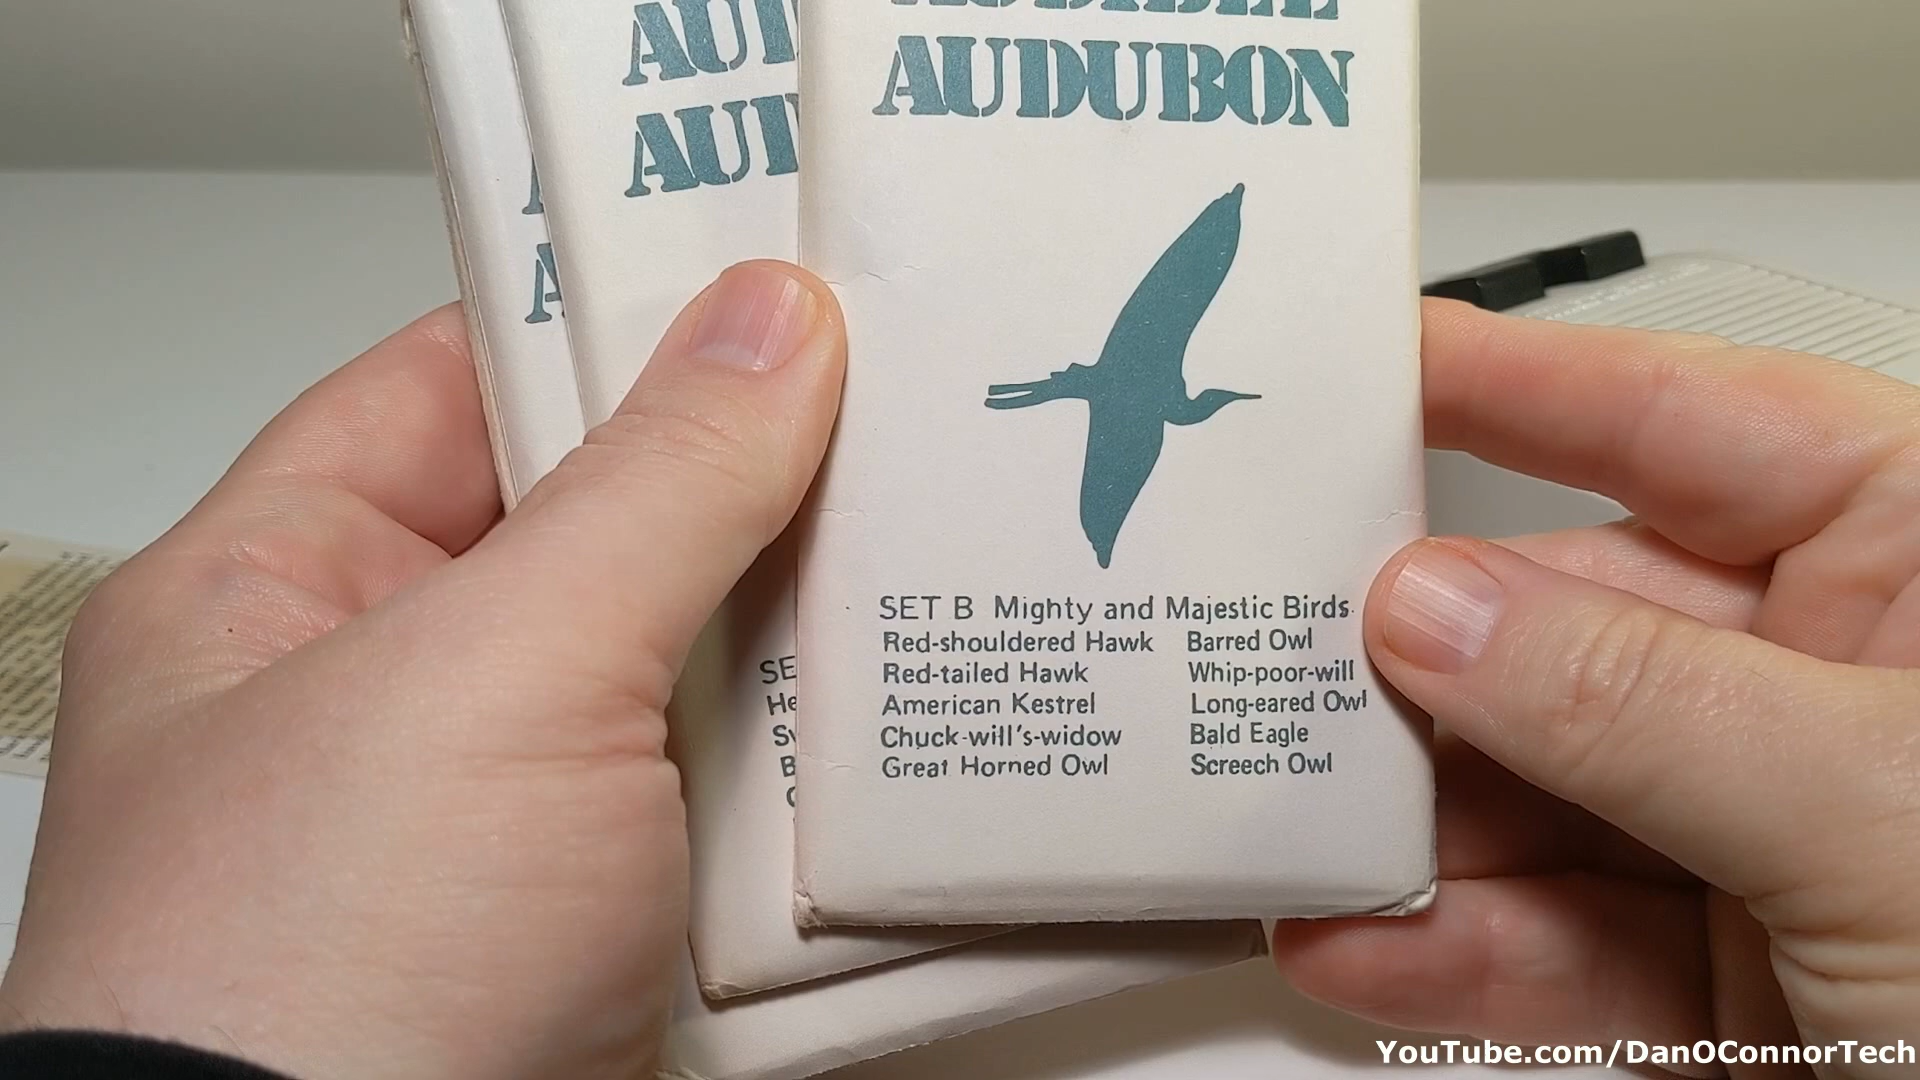 AUDIBLE
AUDUBON
SET B Mighty and Majestic Birds
Red-shouldered Hawk Barred Owl
Red-tailed Hawk Whip-poor-will
American Kestrel Long-eared Owl
Chuck-will's-widow Bald Eagle
Great Horned Owl Screech Owl
YouTube.com/DanOConnorTech